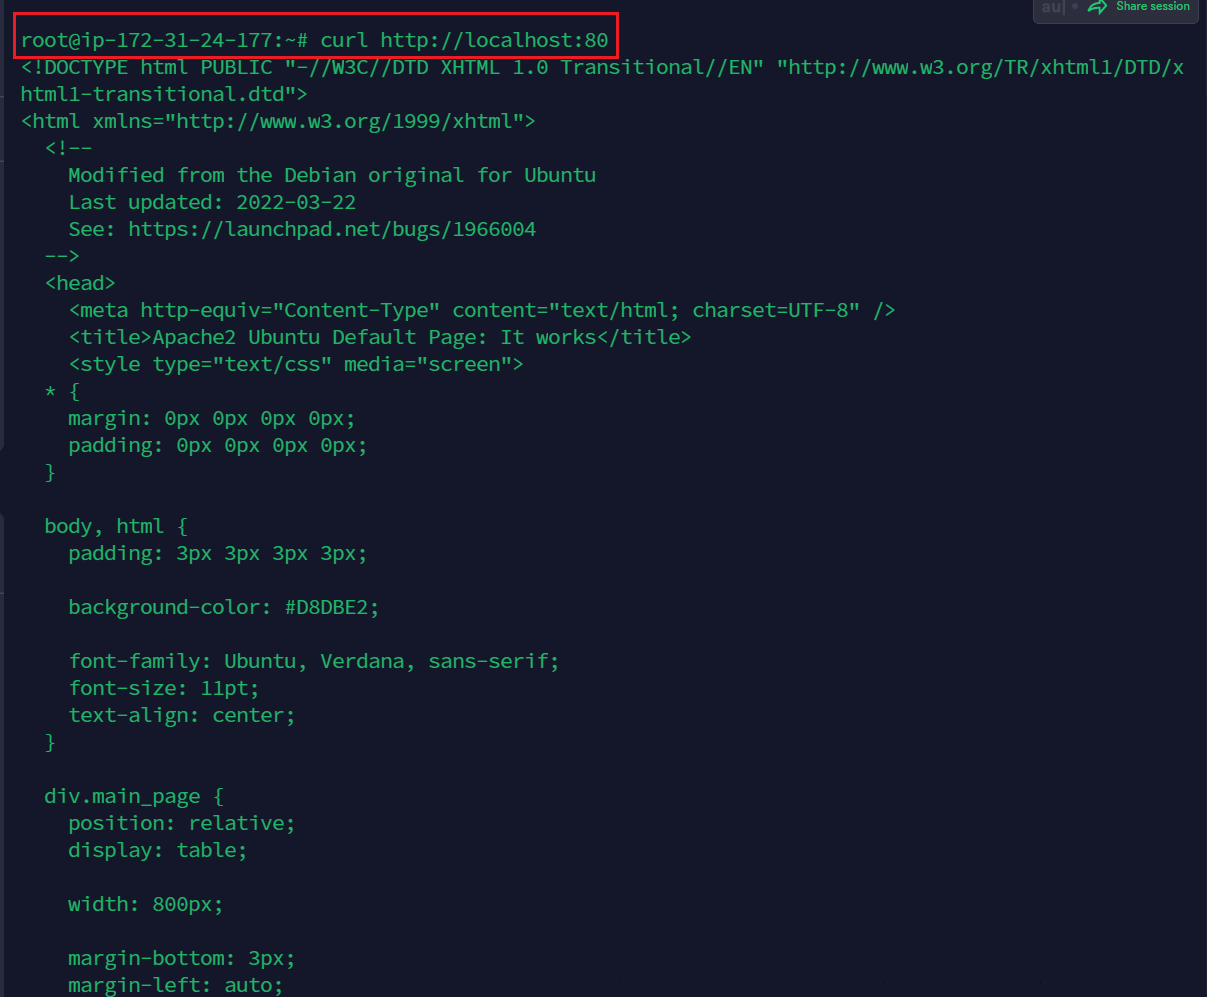 au| • Share session
root@ip-172-31-24-177:~# curl http://localhost:80
<!DOCTYPE html PUBLIC "-//W3C//DTD XHTML 1.0 Transitional//EN" "http://www.w3.org/TR/xhtml1/DTD/x
html1-transitional.dtd">
<html xmlns="http://www.w3.org/1999/xhtml">
  <!--
    Modified from the Debian original for Ubuntu
    Last updated: 2022-03-22
    See: https://launchpad.net/bugs/1966004
  -->
  <head>
    <meta http-equiv="Content-Type" content="text/html; charset=UTF-8" />
    <title>Apache2 Ubuntu Default Page: It works</title>
    <style type="text/css" media="screen">
  * {
    margin: 0px 0px 0px 0px;
    padding: 0px 0px 0px 0px;
  }
  body, html {
    padding: 3px 3px 3px 3px;
    background-color: #D8DBE2;
    font-family: Ubuntu, Verdana, sans-serif;
    font-size: 11pt;
    text-align: center;
  }
  div.main_page {
    position: relative;
    display: table;
    width: 800px;
    margin-bottom: 3px;
    margin-left: auto;